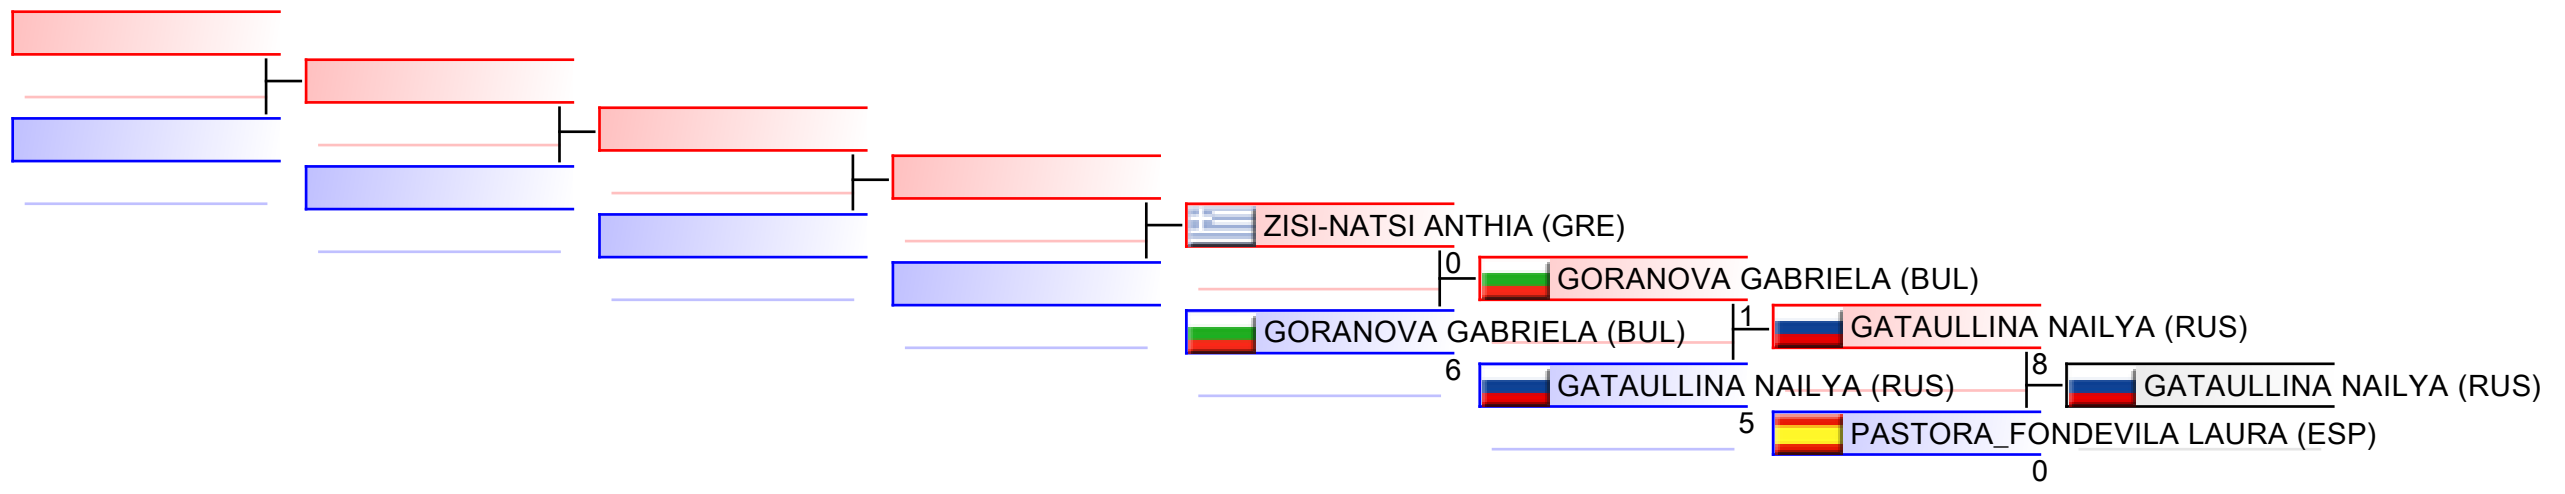 ZISI-NATSI ANTHIA (GRE)
0
GORANOVA GABRIELA (BUL)
GORANOVA GABRIELA (BUL)
6
1
GATAULLINA NAILYA (RUS)
GATAULLINA NAILYA (RUS)
5
8
GATAULLINA NAILYA (RUS)
PASTORA_FONDEVILA LAURA (ESP)
0